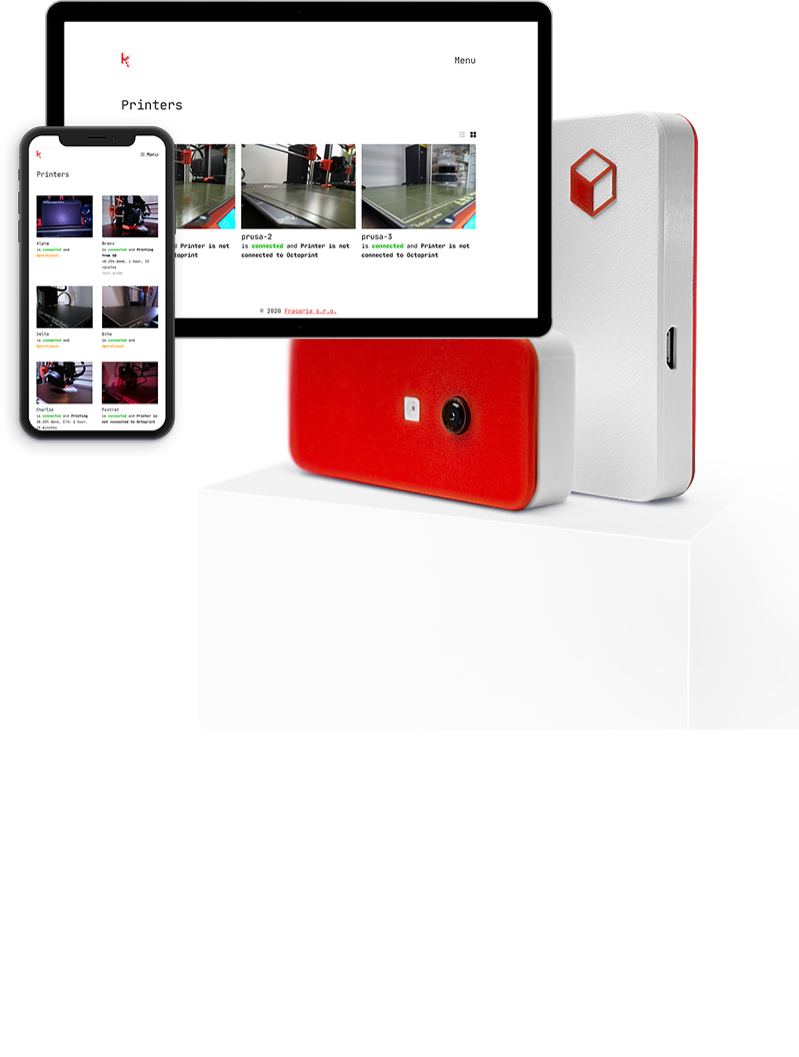 Menu
Printers
prusa-2
is connected and Printer is not
connected to Octoprint
prusa-3
is connected and Printer is not
connected to Octoprint
d Printer is not
toprint
© 2020 Fragaria s.r.o.
Menu
Printers
Alpha
is connected and
Operational
Bravo
is connected and Printing
from SD
minutes
Delta
is connected and
Operational
Echo
is connected and
Operational
Charlie
is connected and Printing
minutes
Foxtrot
is connected and Printer is
not connected to Octoprint